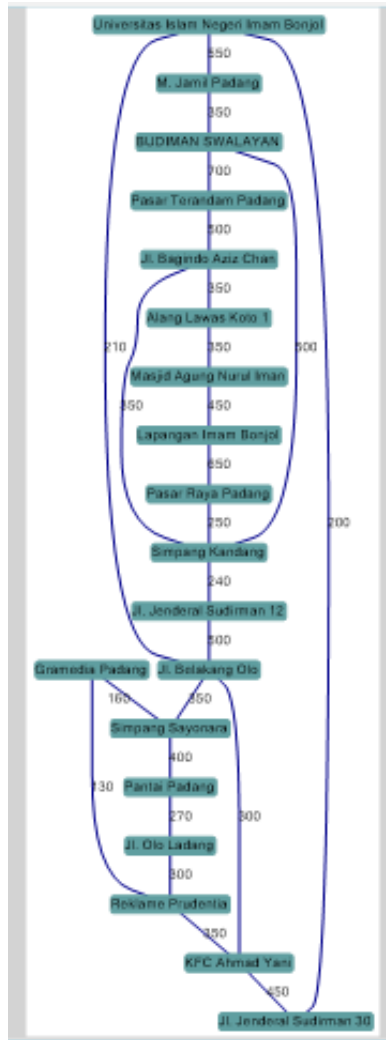 Universitas Islam Negeri Imam Bonjol
550
M. Jamil Padang
350
BUDIMAN SWALAYAN
700
Pasar Terandam Padang
500
Jl. Bagindo Aziz Chan
350
Alang Lawas Koto 1
210
350
500
Masjid Agung Nurul Iman
350
450
Lapangan Imam Bonjol
650
Pasar Raya Padang
250
200
Simpang Kandang
240
Jl. Jenderal Sudirman 12
500
Gramedia Padang
Jl. Belakang Olo
160
350
Simpang Sayonara
400
130
Pantai Padang
270
300
Jl. Olo Ladang
300
Reklame Prudentia
350
KFC Ahmad Yani
450
Jl. Jenderal Sudirman 30